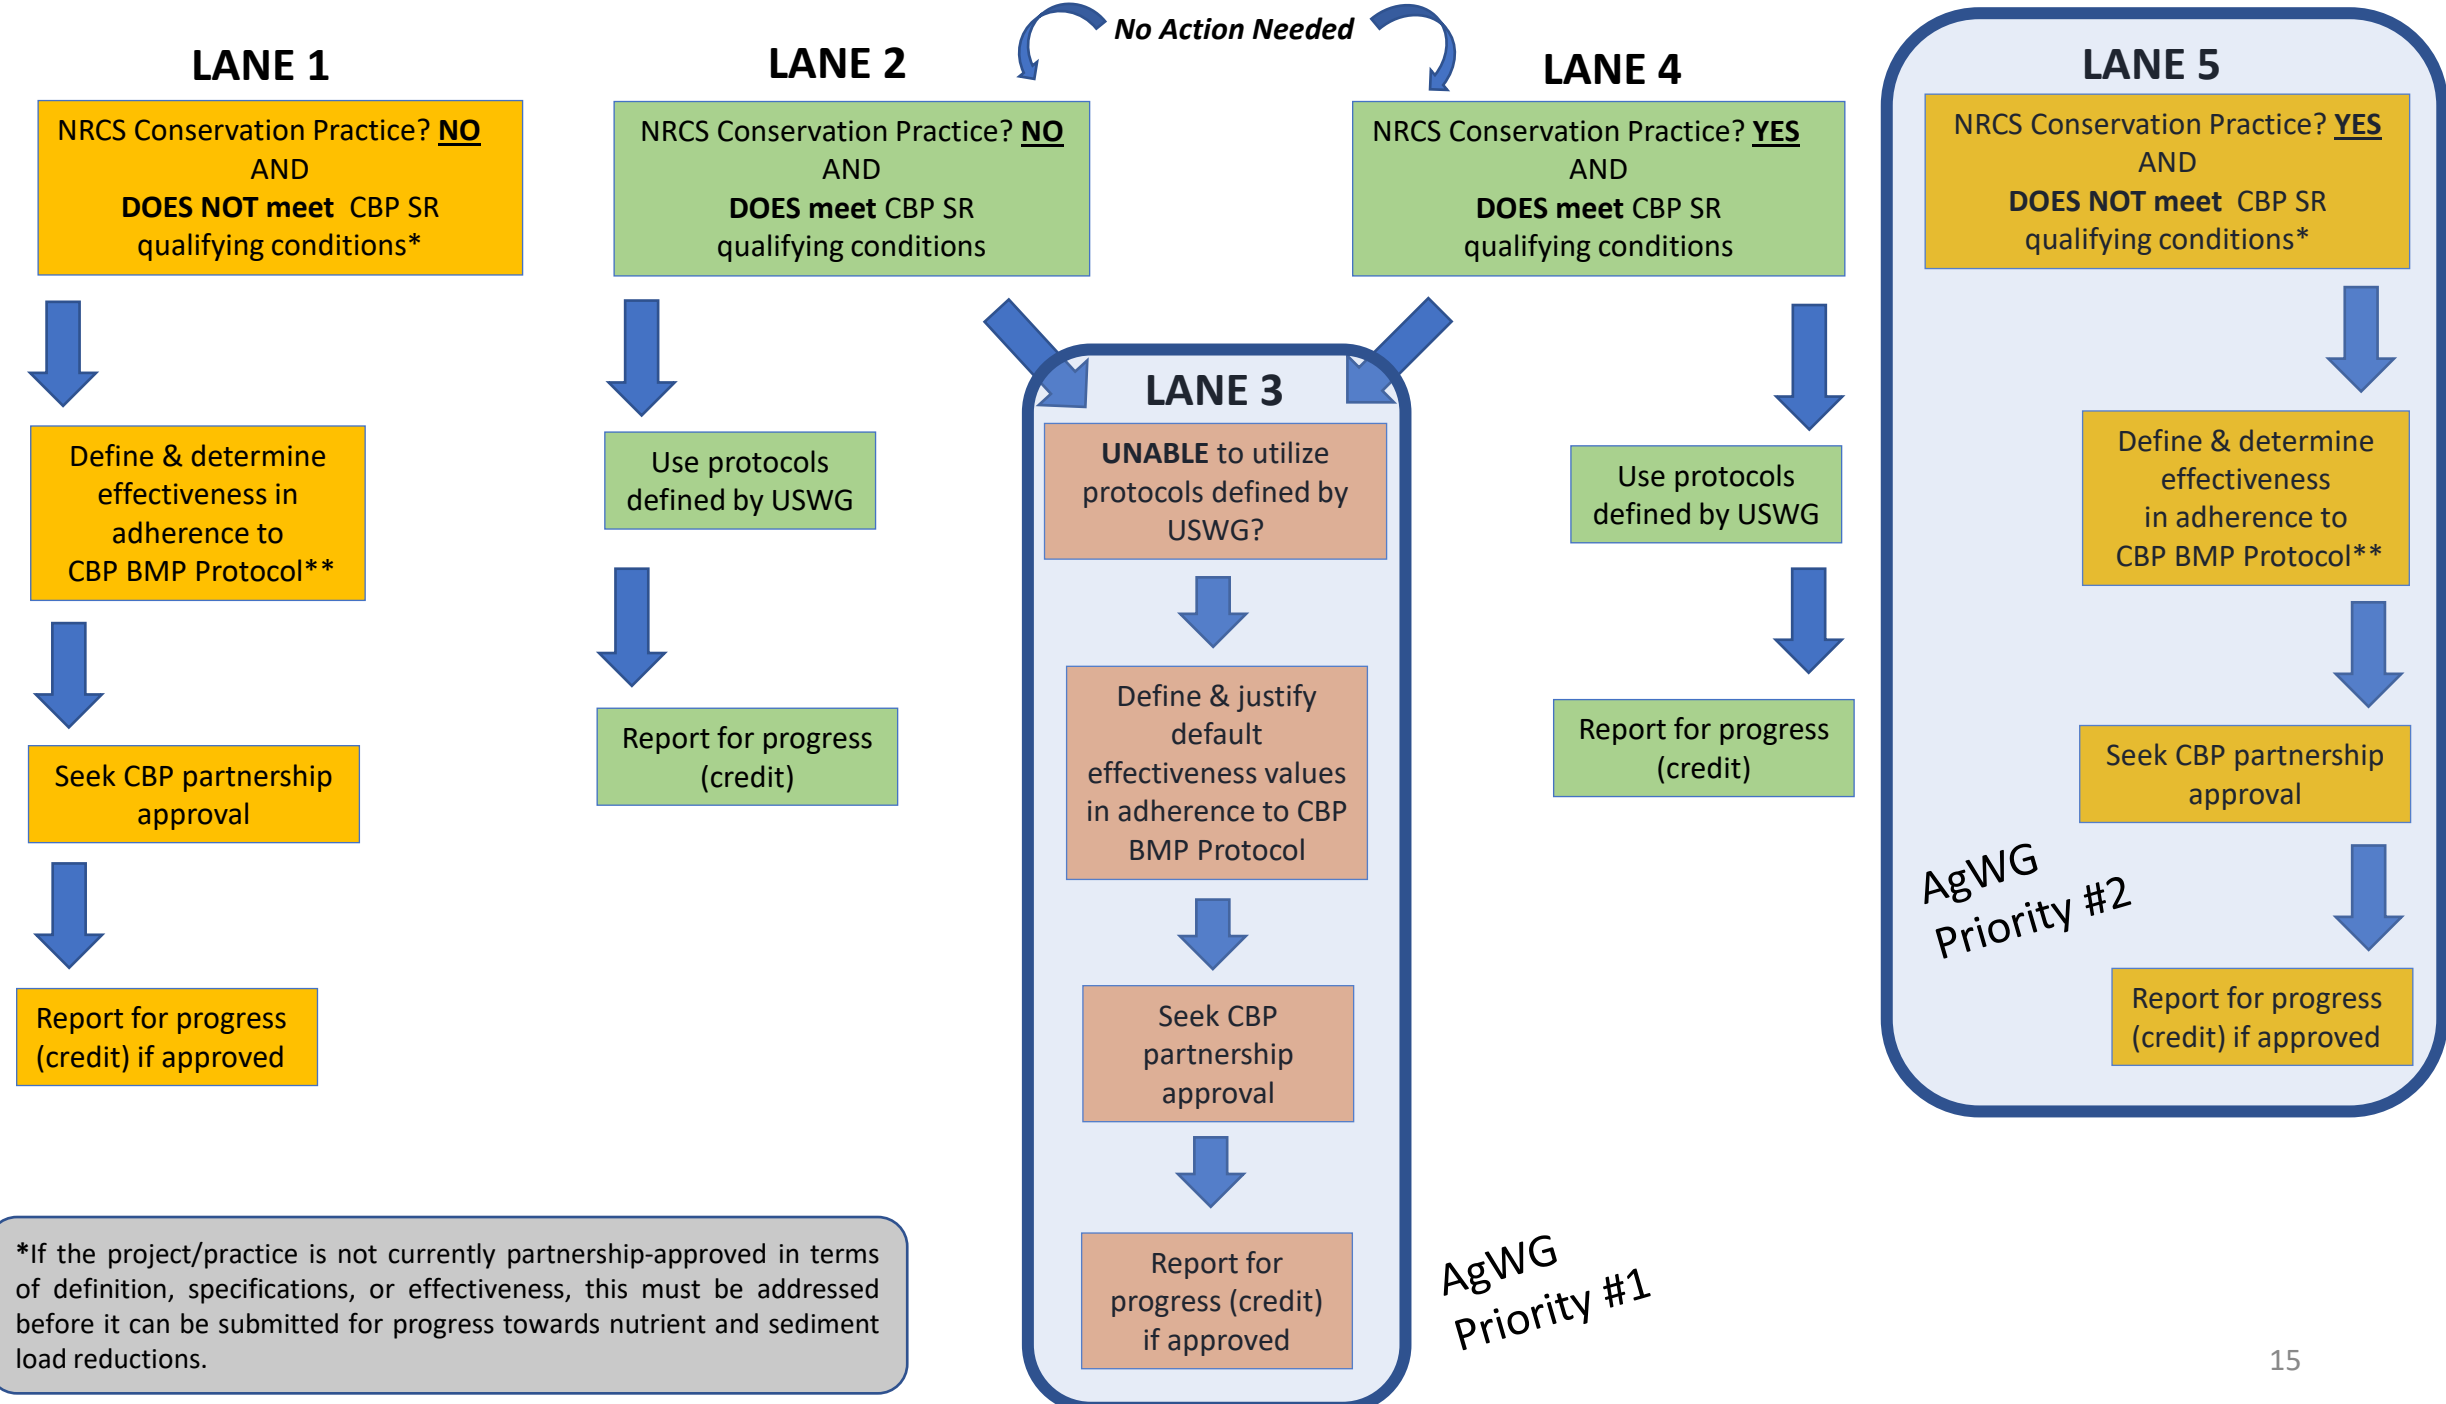 No Action Needed
LANE 1
NRCS Conservation Practice? NO
AND
DOES NOT meet CBP SR
qualifying conditions*
Define & determine
effectiveness in
adherence to
CBP BMP Protocol**
Seek CBP partnership
approval
Report for progress
(credit) if approved
LANE 2
NRCS Conservation Practice? NO
AND
DOES meet CBP SR
qualifying conditions
Use protocols
defined by USWG
Report for progress
(credit)
LANE 3
UNABLE to utilize
protocols defined by
USWG?
Define & justify
default
effectiveness values
in adherence to CBP
BMP Protocol
Seek CBP
partnership
approval
Report for
progress (credit)
if approved
AgWG
Priority #1
LANE 4
NRCS Conservation Practice? YES
AND
DOES meet CBP SR
qualifying conditions
Use protocols
defined by USWG
Report for progress
(credit)
LANE 5
NRCS Conservation Practice? YES
AND
DOES NOT meet CBP SR
qualifying conditions*
Define & determine
effectiveness
in adherence to
CBP BMP Protocol**
Seek CBP partnership
approval
Report for progress
(credit) if approved
AgWG
Priority #2
*If the project/practice is not currently partnership-approved in terms
of definition, specifications, or effectiveness, this must be addressed
before it can be submitted for progress towards nutrient and sediment
load reductions.
15